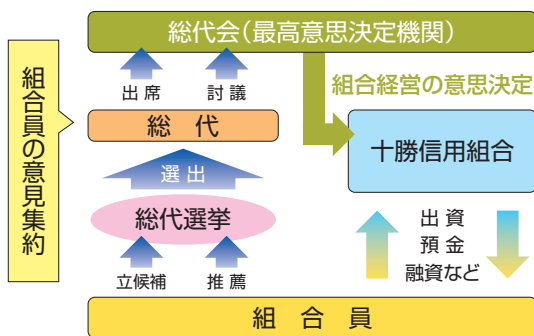 総代会（最高意思決定機関）
組合員の意見集約
出席
討議
組合経営の意思決定
総代
十勝信用組合
選出
総代選挙
出資
預金
融資など
立候補
推薦
組合員